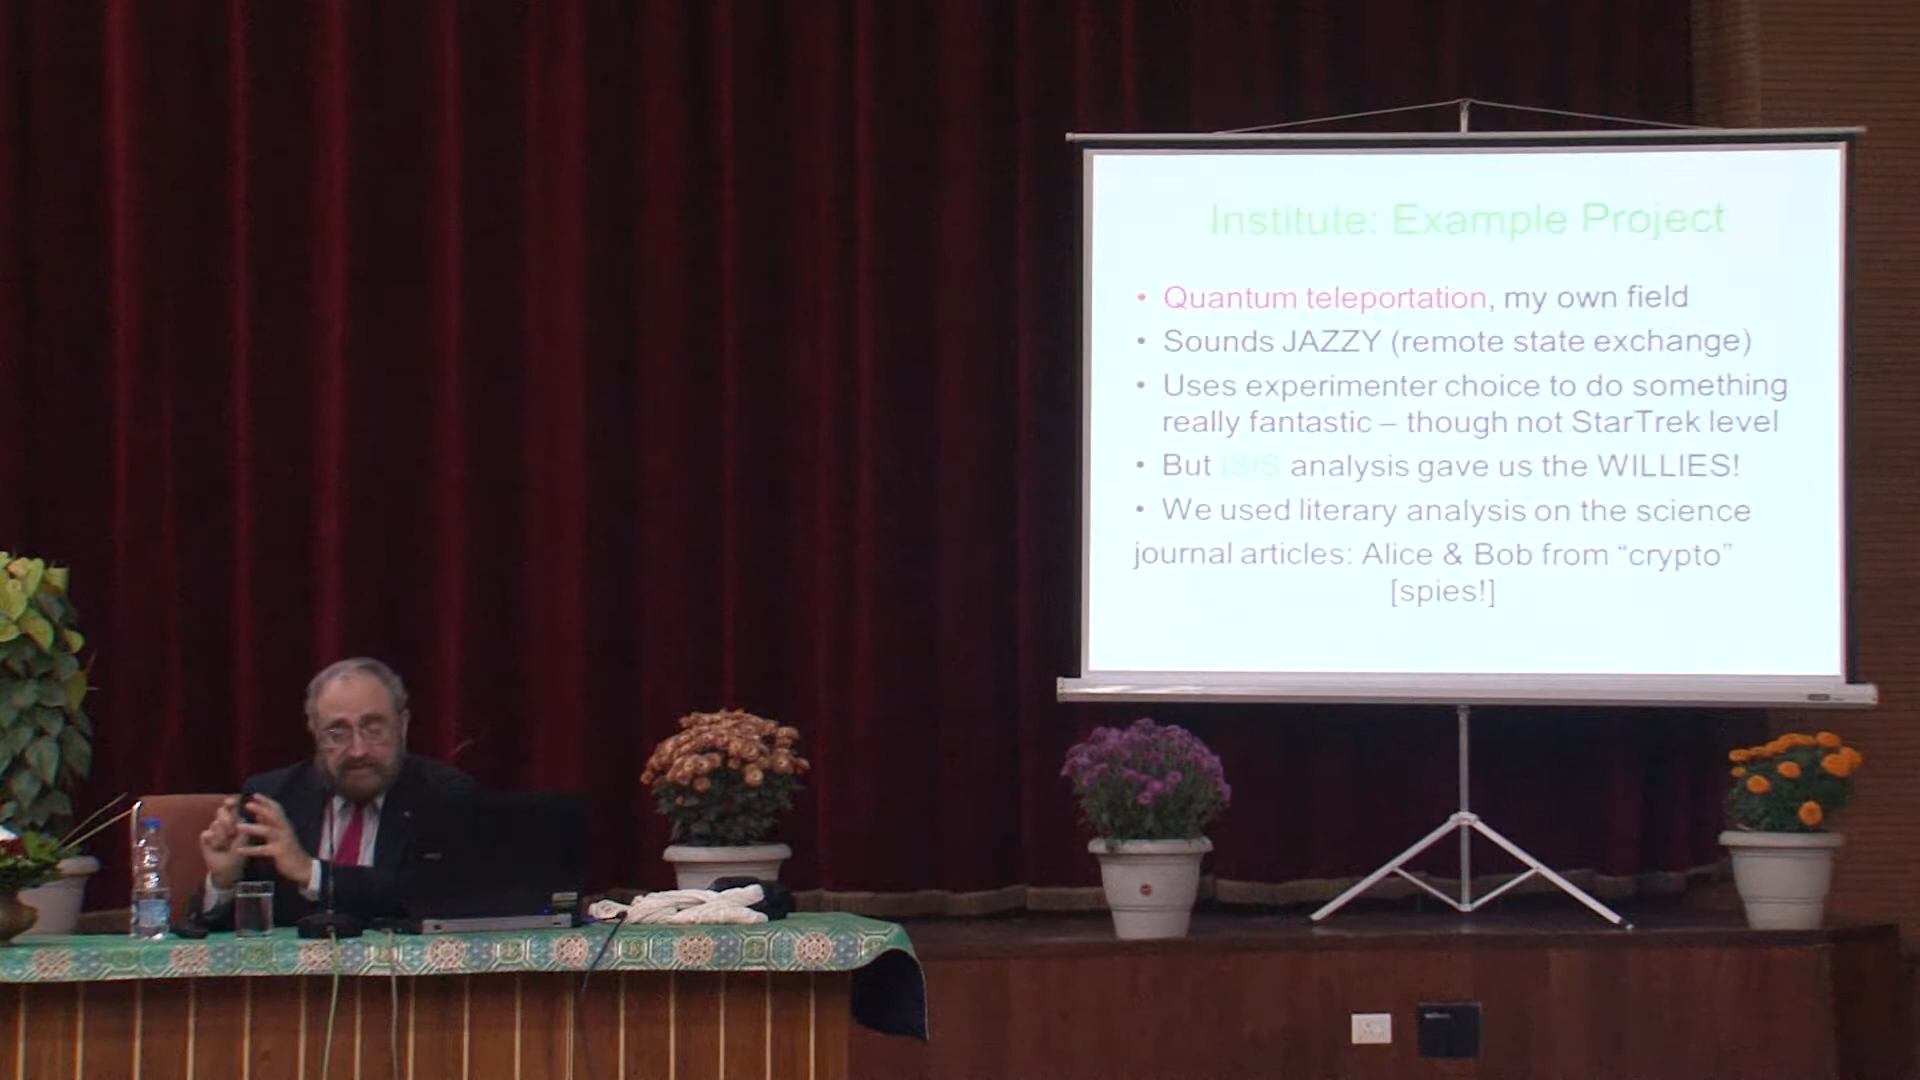 Institute: Example Project
• Quantum teleportation, my own field
• Sounds JAZZY (remote state exchange)
• Uses experimenter choice to do something
really fantastic – though not StarTrek level
• But ISIS analysis gave us the WILLIES!
• We used literary analysis on the science
journal articles: Alice & Bob from “crypto”
[spies!]